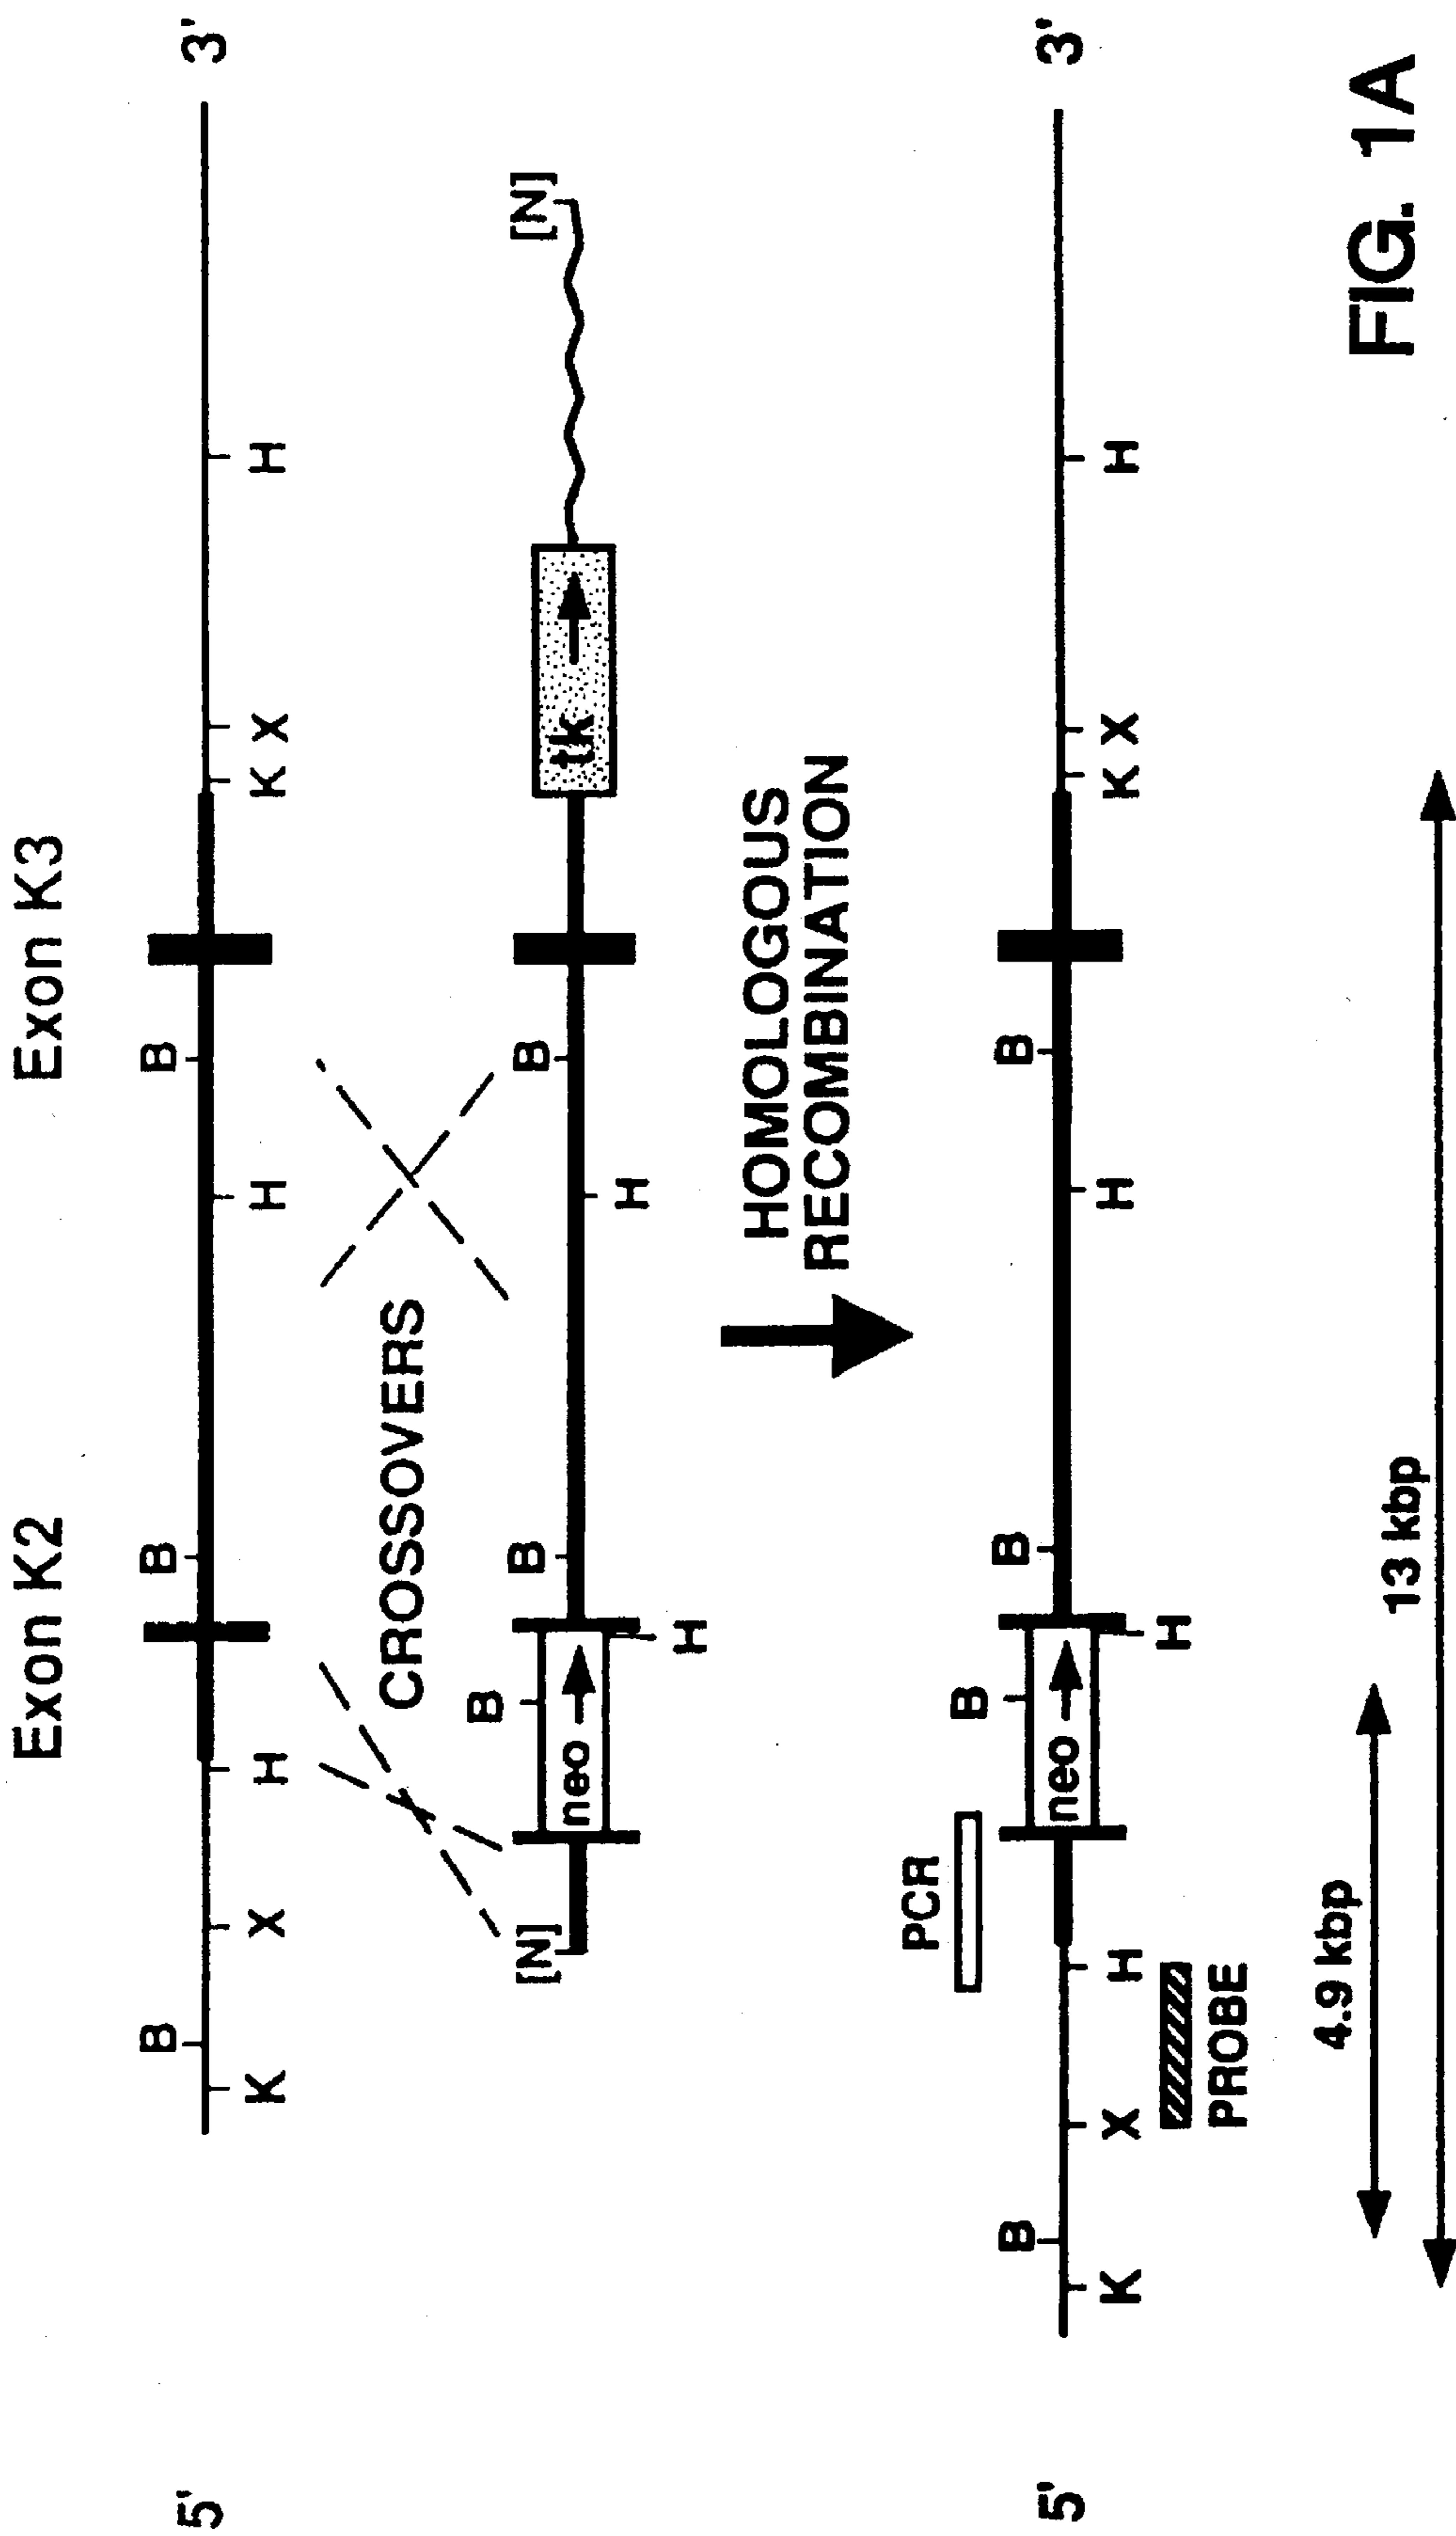 Exon K2 Exon K3
B B B
5' 3'
K X H H K X H
CROSSOVERS
[N] B B B [N]
neo tk
H H
HOMOLOGOUS
RECOMBINATION
PCR
B B B B
5' neo 3'
K X H H H K X H
PROBE
4.9 kbp
13 kbp
FIG. 1A